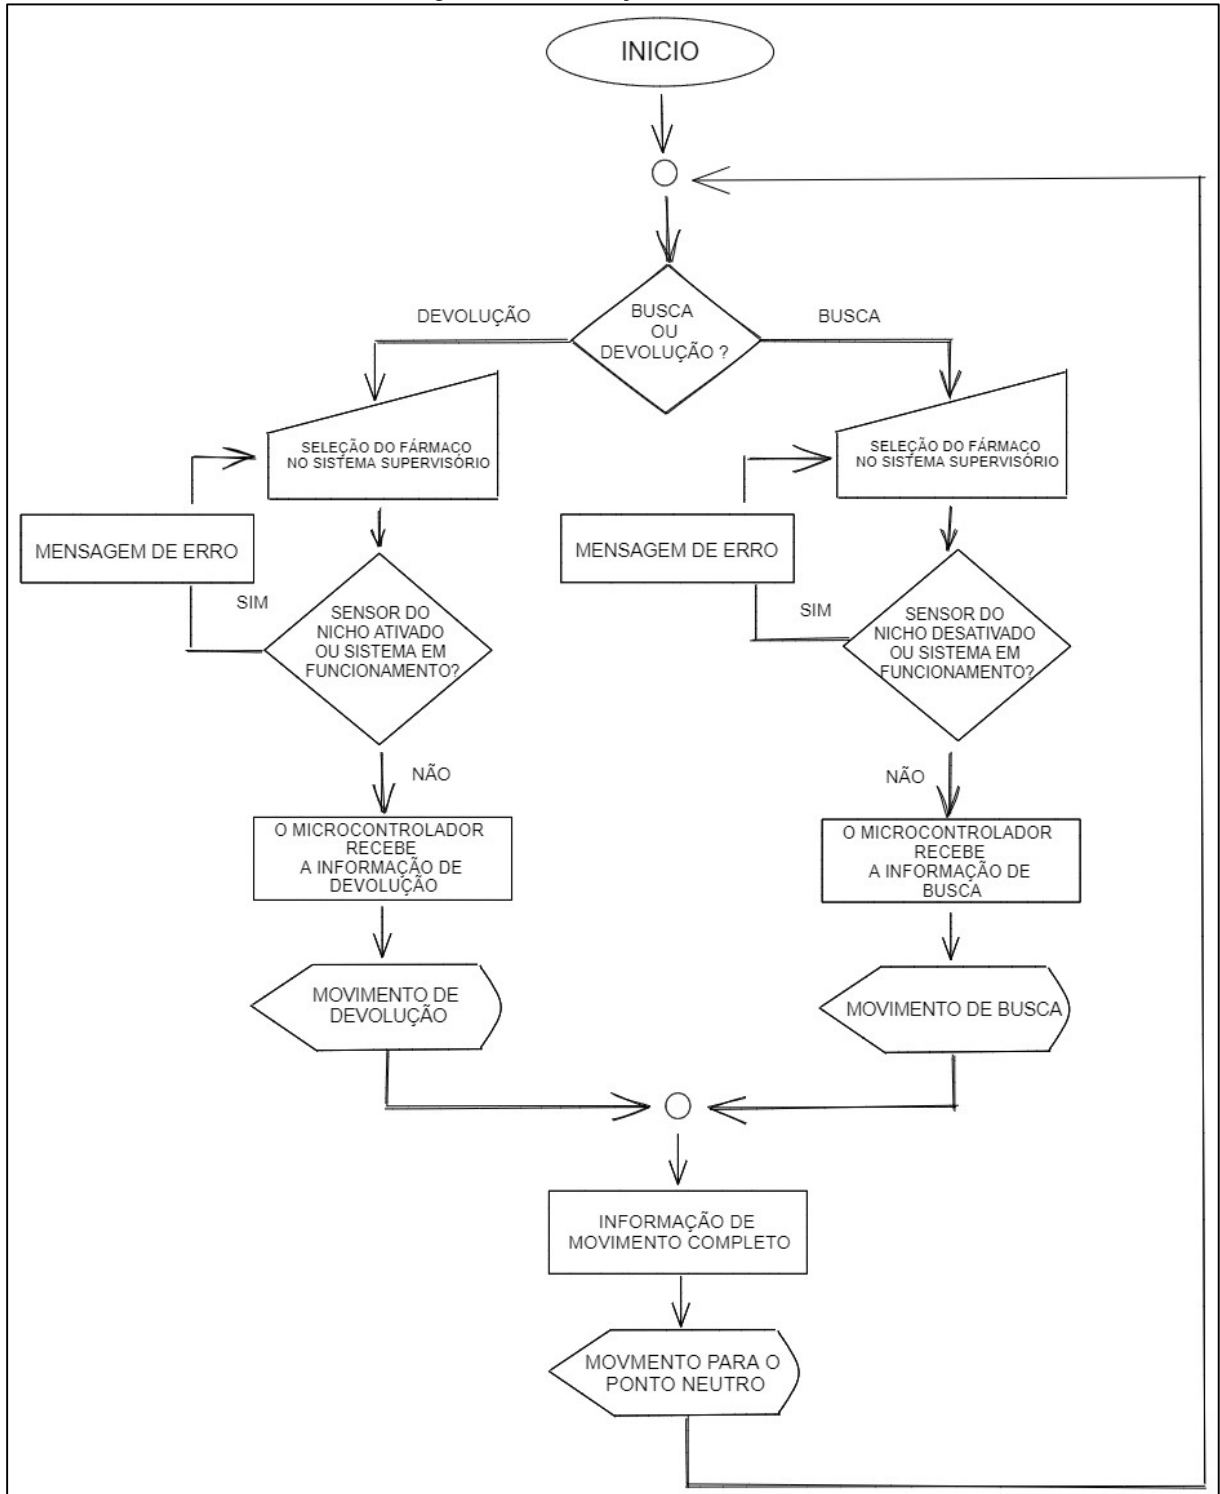 INICIO
BUSCA
OU
DEVOLUÇÃO ?
DEVOLUÇÃO
BUSCA
SELEÇÃO DO FÁRMACO
NO SISTEMA SUPERVISÓRIO
MENSAGEM DE ERRO
SIM
SENSOR DO
NICHO ATIVADO
OU SISTEMA EM
FUNCIONAMENTO?
NÃO
O MICROCONTROLADOR
RECEBE
A INFORMAÇÃO DE
DEVOLUÇÃO
MOVIMENTO DE
DEVOLUÇÃO
SELEÇÃO DO FÁRMACO
NO SISTEMA SUPERVISÓRIO
MENSAGEM DE ERRO
SIM
SENSOR DO
NICHO DESATIVADO
OU SISTEMA EM
FUNCIONAMENTO?
NÃO
O MICROCONTROLADOR
RECEBE
A INFORMAÇÃO DE
BUSCA
MOVIMENTO DE BUSCA
INFORMAÇÃO DE
MOVIMENTO COMPLETO
MOVMENTO PARA O
PONTO NEUTRO